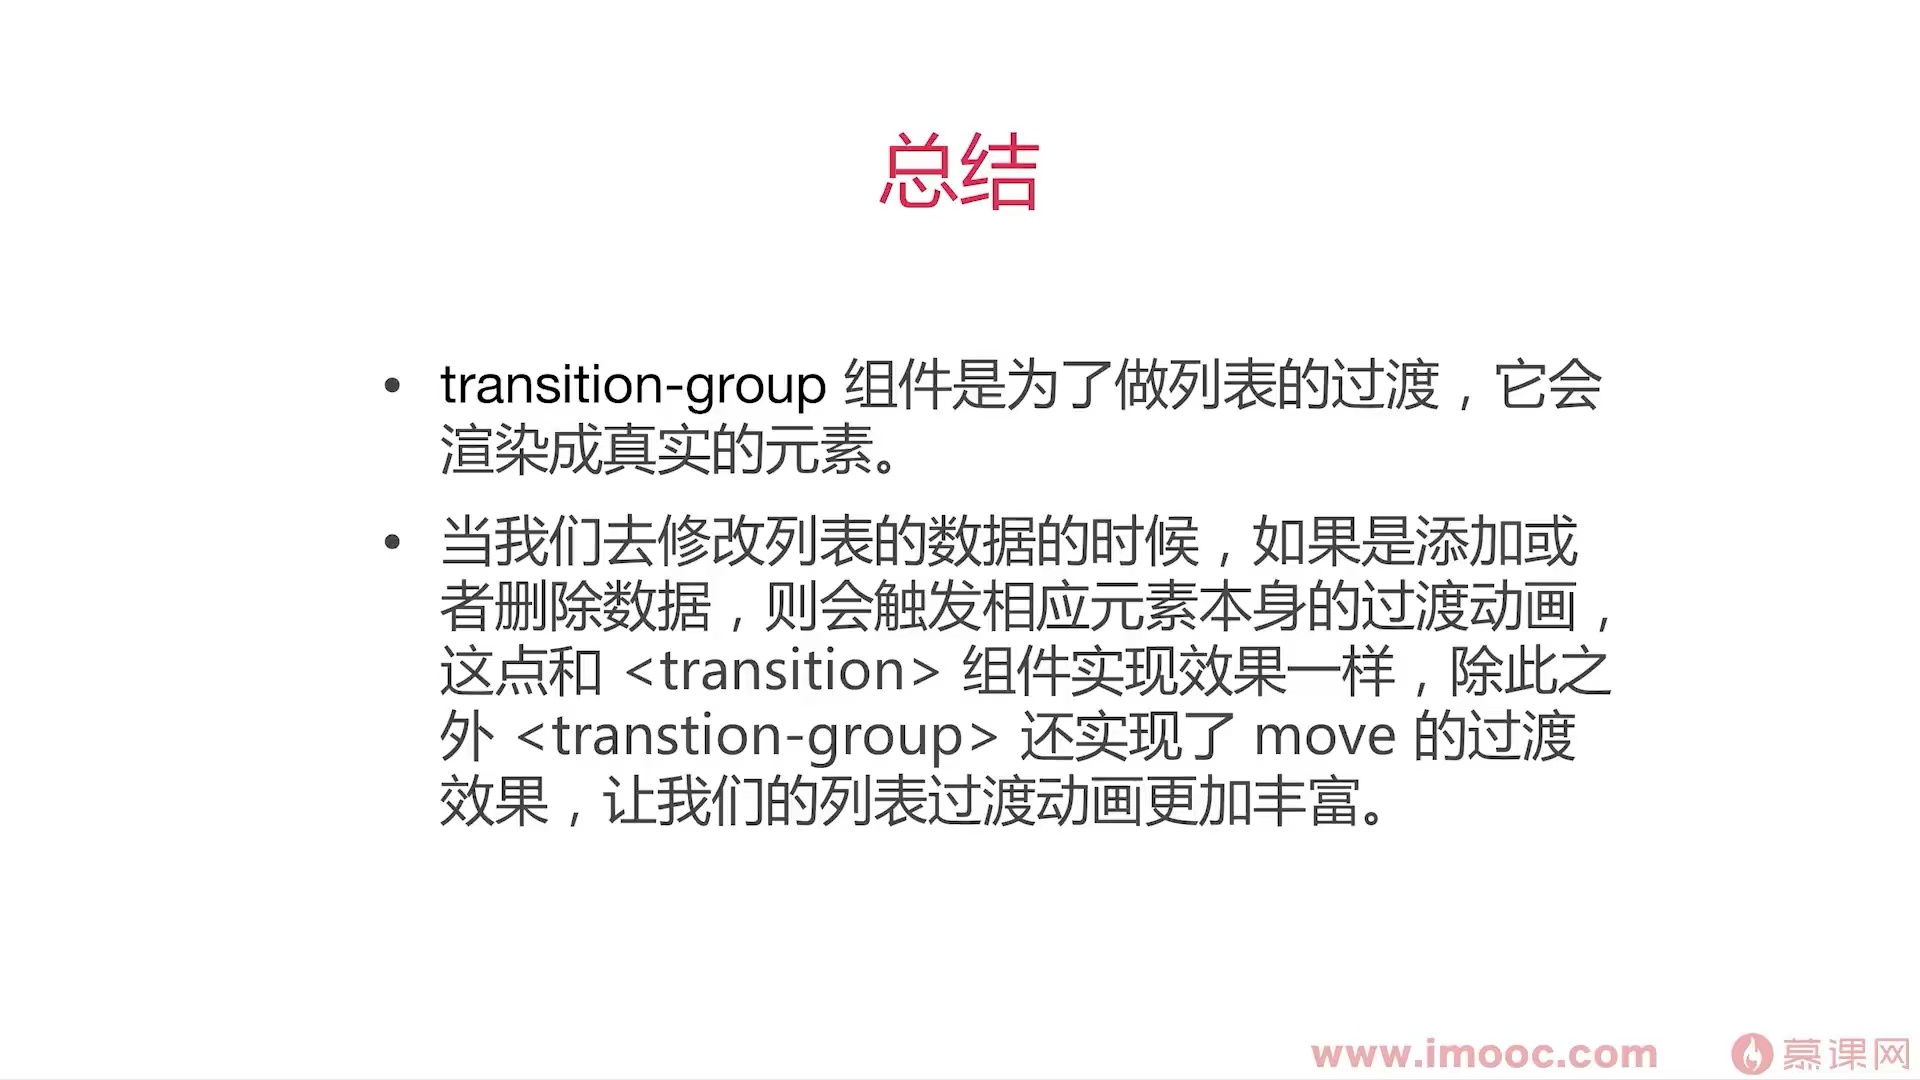 总结
• transition-group 组件是为了做列表的过渡，它会
渲染成真实的元素。
• 当我们去修改列表的数据的时候，如果是添加或
者删除数据，则会触发相应元素本身的过渡动画，
这点和 <transition> 组件实现效果一样，除此之
外 <transtion-group> 还实现了 move 的过渡
效果，让我们的列表过渡动画更加丰富。
www.imooc.com 慕课网